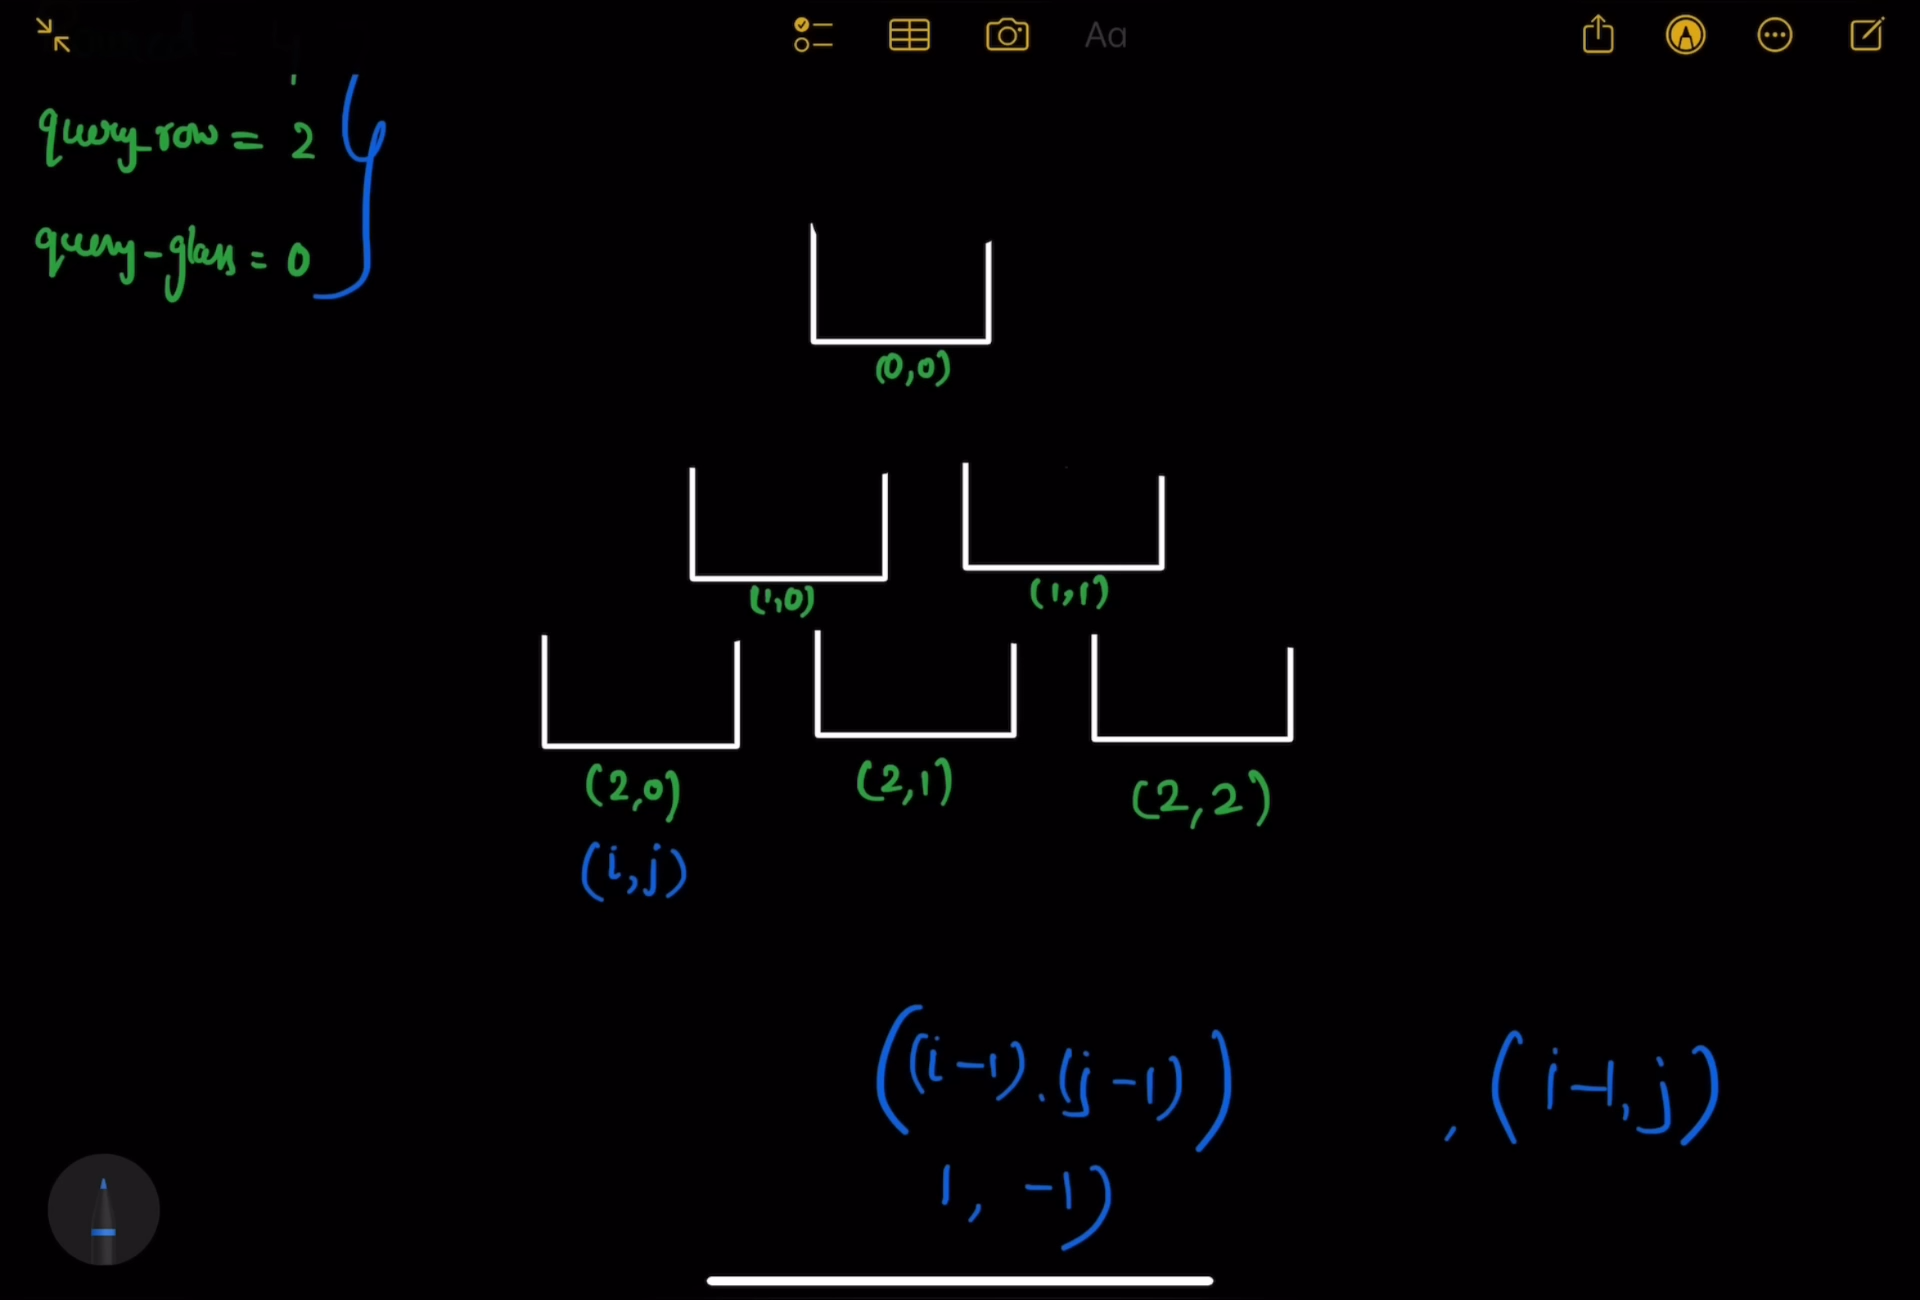 Aa
query_row = 2
query-glass = 0
(0,0)
(1,0) (1,1)
(2,0) (2,1) (2,2)
(i,j)
((i-1).(j-1)) , (i-1,j)
1, -1)